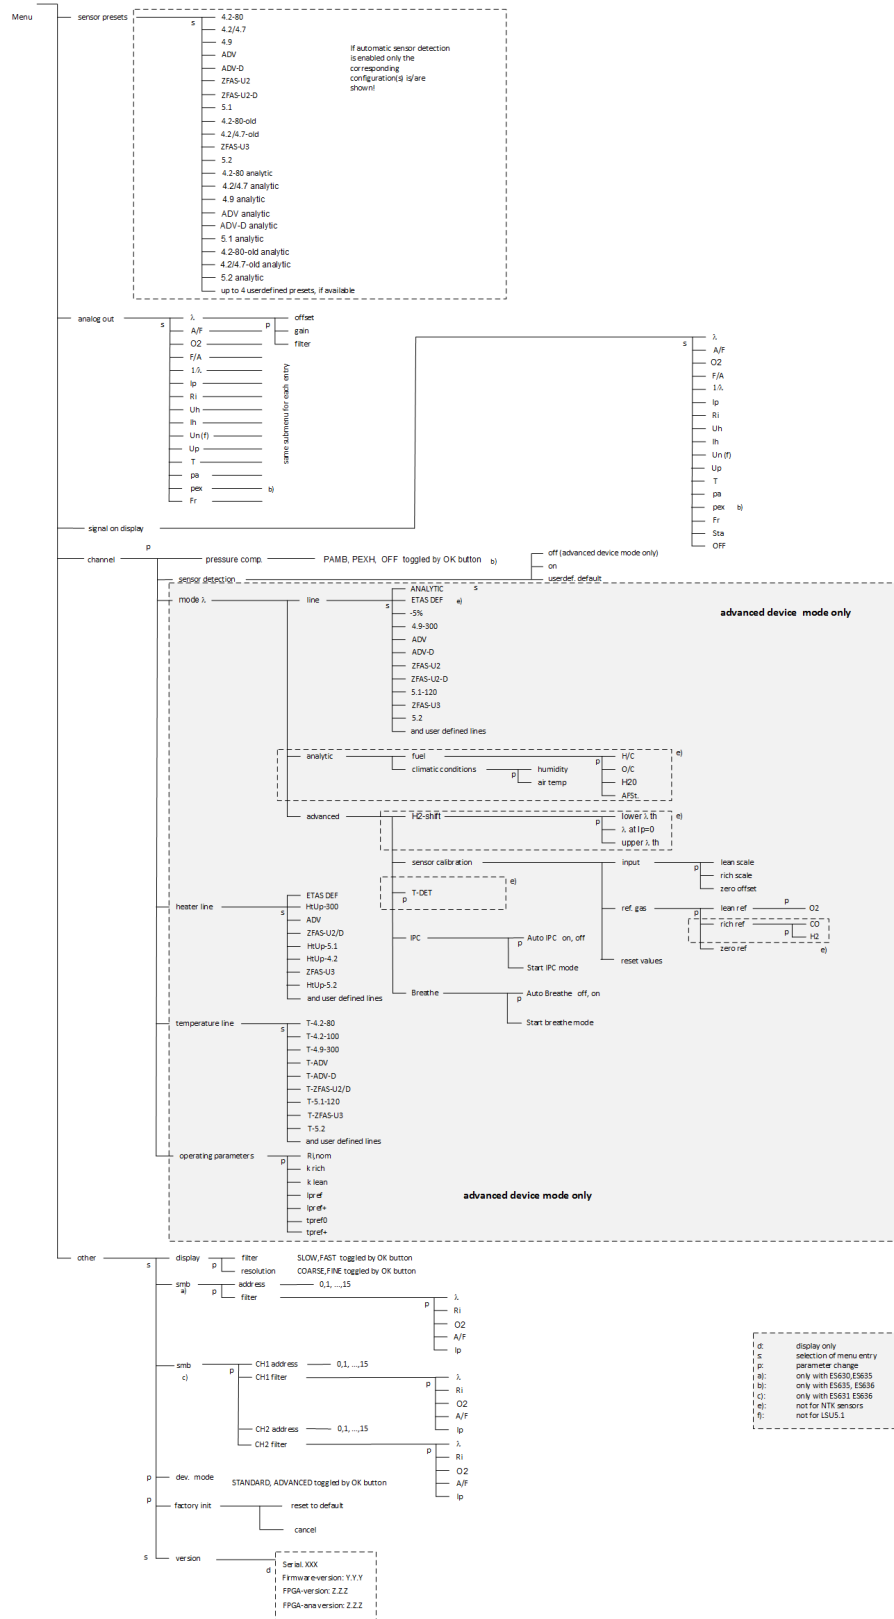 Menu
sensor presets
s
4.2-80
4.2/4.7
4.9
ADV
ADV-D
ZFAS-U2
ZFAS-U2-D
5.1
4.2-80-old
4.2/4.7-old
ZFAS-U3
5.2
4.2-80 analytic
4.2/4.7 analytic
4.9 analytic
ADV analytic
ADV-D analytic
5.1 analytic
4.2-80-old analytic
4.2/4.7-old analytic
5.2 analytic
up to 4 userdefined presets, if available
If automatic sensor detection
is enabled only the
corresponding
configuration(s) is/are
shown!
analog out
s
λ
A/F
O2
F/A
1/λ
Ip
Ri
Uh
Ih
Un (f)
Up
T
pa
pex
b)
Fr
p
offset
gain
filter
same submenu for each entry
signal on display
s
λ
A/F
O2
F/A
1/λ
Ip
Ri
Uh
Ih
Un (f)
Up
T
pa
pex b)
Fr
Sta
OFF
channel
p
pressure comp.
PAMB, PEXH, OFF toggled by OK button b)
sensor detection
off (advanced device mode only)
on
userdef. default
s
advanced device mode only
mode λ
line
s
ANALYTIC
ETAS DEF e)
-5%
4.9-300
ADV
ADV-D
ZFAS-U2
ZFAS-U2-D
5.1-120
ZFAS-U3
5.2
and user defined lines
analytic
fuel
p
H/C
O/C
H20
AFSt.
e)
climatic conditions
p
humidity
air temp
advanced
H2-shift
p
lower λ th
λ at Ip=0
upper λ th
e)
sensor calibration
input
p
lean scale
rich scale
zero offset
ref. gas
p
lean ref
p
O2
rich ref
p
CO
H2
e)
zero ref
reset values
T-DET
p
e)
IPC
p
Auto IPC on, off
Start IPC mode
Breathe
p
Auto Breathe off, on
Start breathe mode
heater line
s
ETAS DEF
HtUp-300
ADV
ZFAS-U2/D
HtUp-5.1
HtUp-4.2
ZFAS-U3
HtUp-5.2
and user defined lines
temperature line
s
T-4.2-80
T-4.2-100
T-4.9-300
T-ADV
T-ADV-D
T-ZFAS-U2/D
T-5.1-120
T-ZFAS-U3
T-5.2
and user defined lines
operating parameters
p
Ri,nom
k rich
k lean
Ipref
Ipref+
tpref0
tpref+
advanced device mode only
other
s
display
p
filter
SLOW,FAST toggled by OK button
resolution
COARSE,FINE toggled by OK button
smb
a)
p
address
0,1, ...,15
filter
p
λ
Ri
O2
A/F
Ip
smb
c)
p
CH1 address
0,1, ...,15
CH1 filter
p
λ
Ri
O2
A/F
Ip
CH2 address
0,1, ...,15
CH2 filter
p
λ
Ri
O2
A/F
Ip
p
dev. mode
STANDARD, ADVANCED toggled by OK button
p
factory init
reset to default
cancel
s
version
d
Serial. XXX
Firmware-version: Y.Y.Y
FPGA-version: Z.Z.Z
FPGA-ana version: Z.Z.Z
d: display only
s: selection of menu entry
p: parameter change
a): only with ES630,ES635
b): only with ES635, ES636
c): only with ES631 ES636
e): not for NTK sensors
f): not for LSU5.1